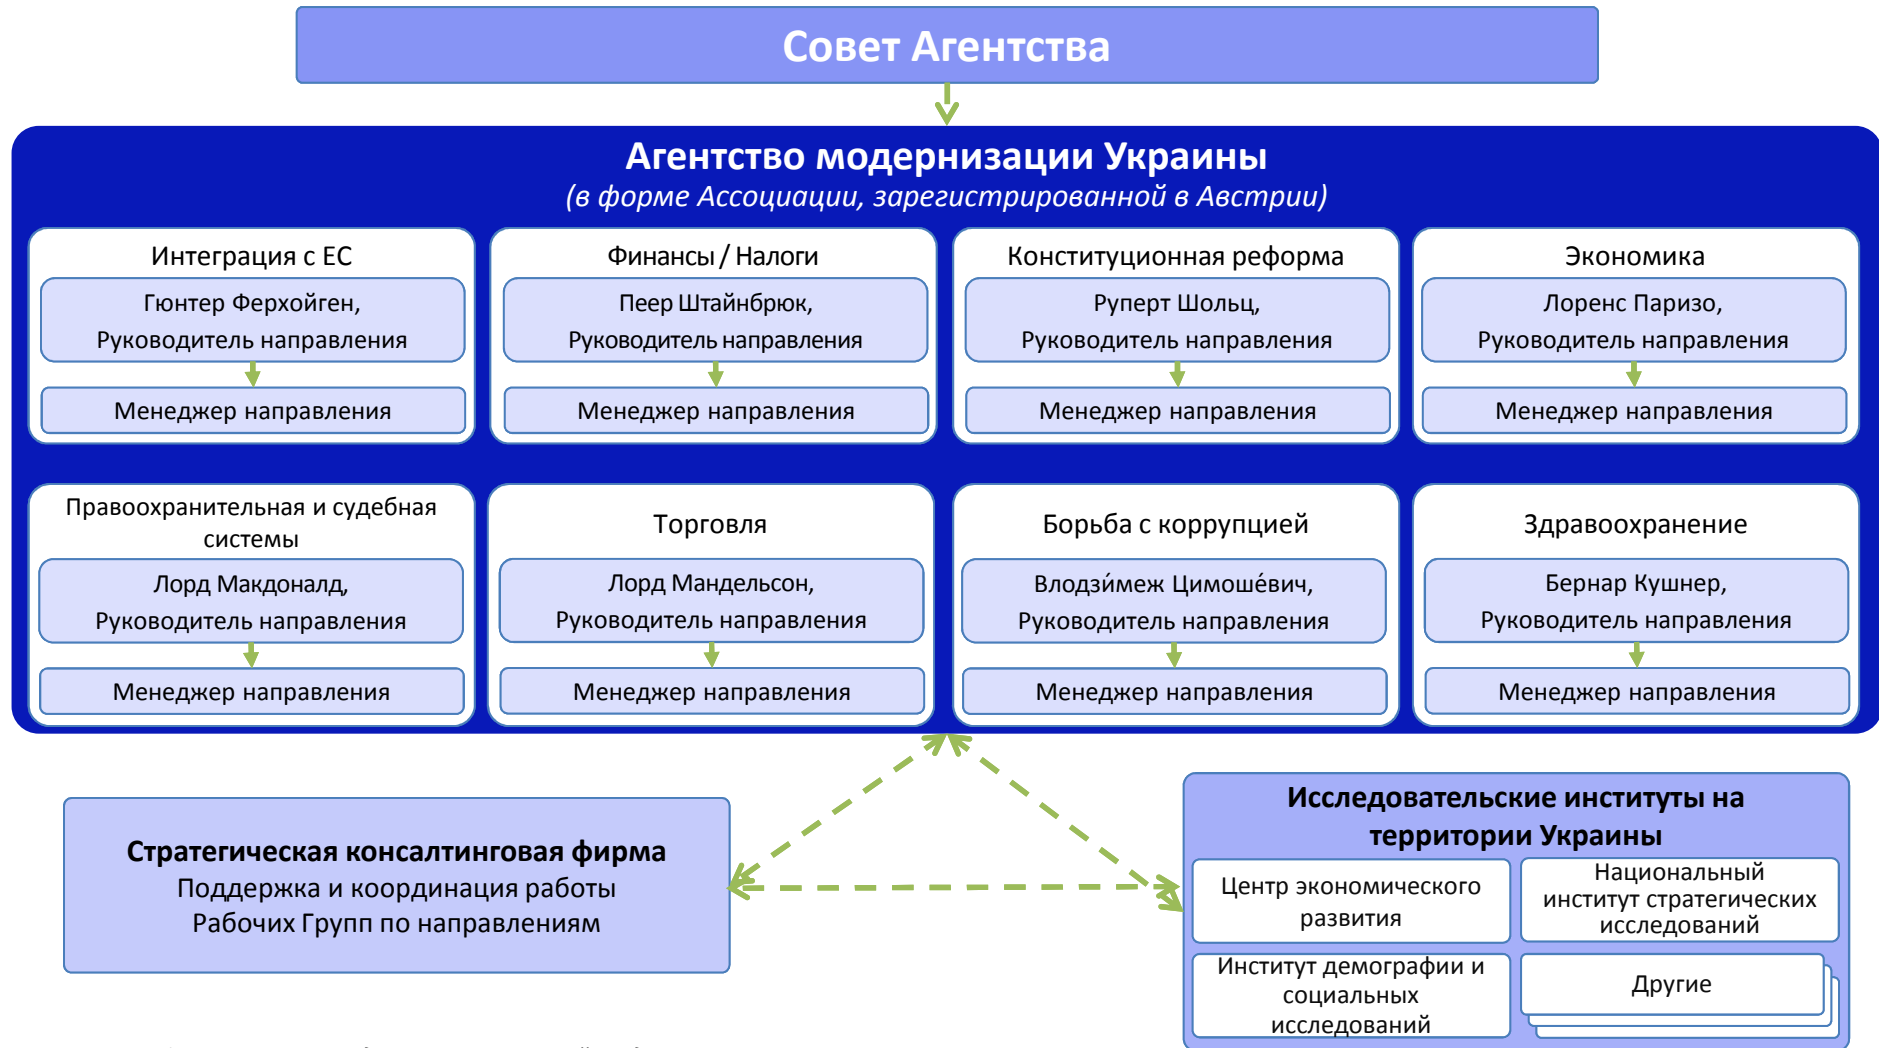 Совет Агентства
Агентство модернизации Украины
(в форме Ассоциации, зарегистрированной в Австрии)
Интеграция с ЕС
Гюнтер Ферхойген,
Руководитель направления
Менеджер направления
Финансы / Налоги
Пеер Штайнбрюк,
Руководитель направления
Менеджер направления
Конституционная реформа
Руперт Шольц,
Руководитель направления
Менеджер направления
Экономика
Лоренс Паризо,
Руководитель направления
Менеджер направления
Правоохранительная и судебная
системы
Лорд Макдоналд,
Руководитель направления
Менеджер направления
Торговля
Лорд Мандельсон,
Руководитель направления
Менеджер направления
Борьба с коррупцией
Влодзи́меж Цимоше́вич,
Руководитель направления
Менеджер направления
Здравоохранение
Бернар Кушнер,
Руководитель направления
Менеджер направления
Стратегическая консалтинговая фирма
Поддержка и координация работы
Рабочих Групп по направлениям
Исследовательские институты на
территории Украины
Центр экономического
развития
Национальный
институт стратегических
исследований
Институт демографии и
социальных
исследований
Другие